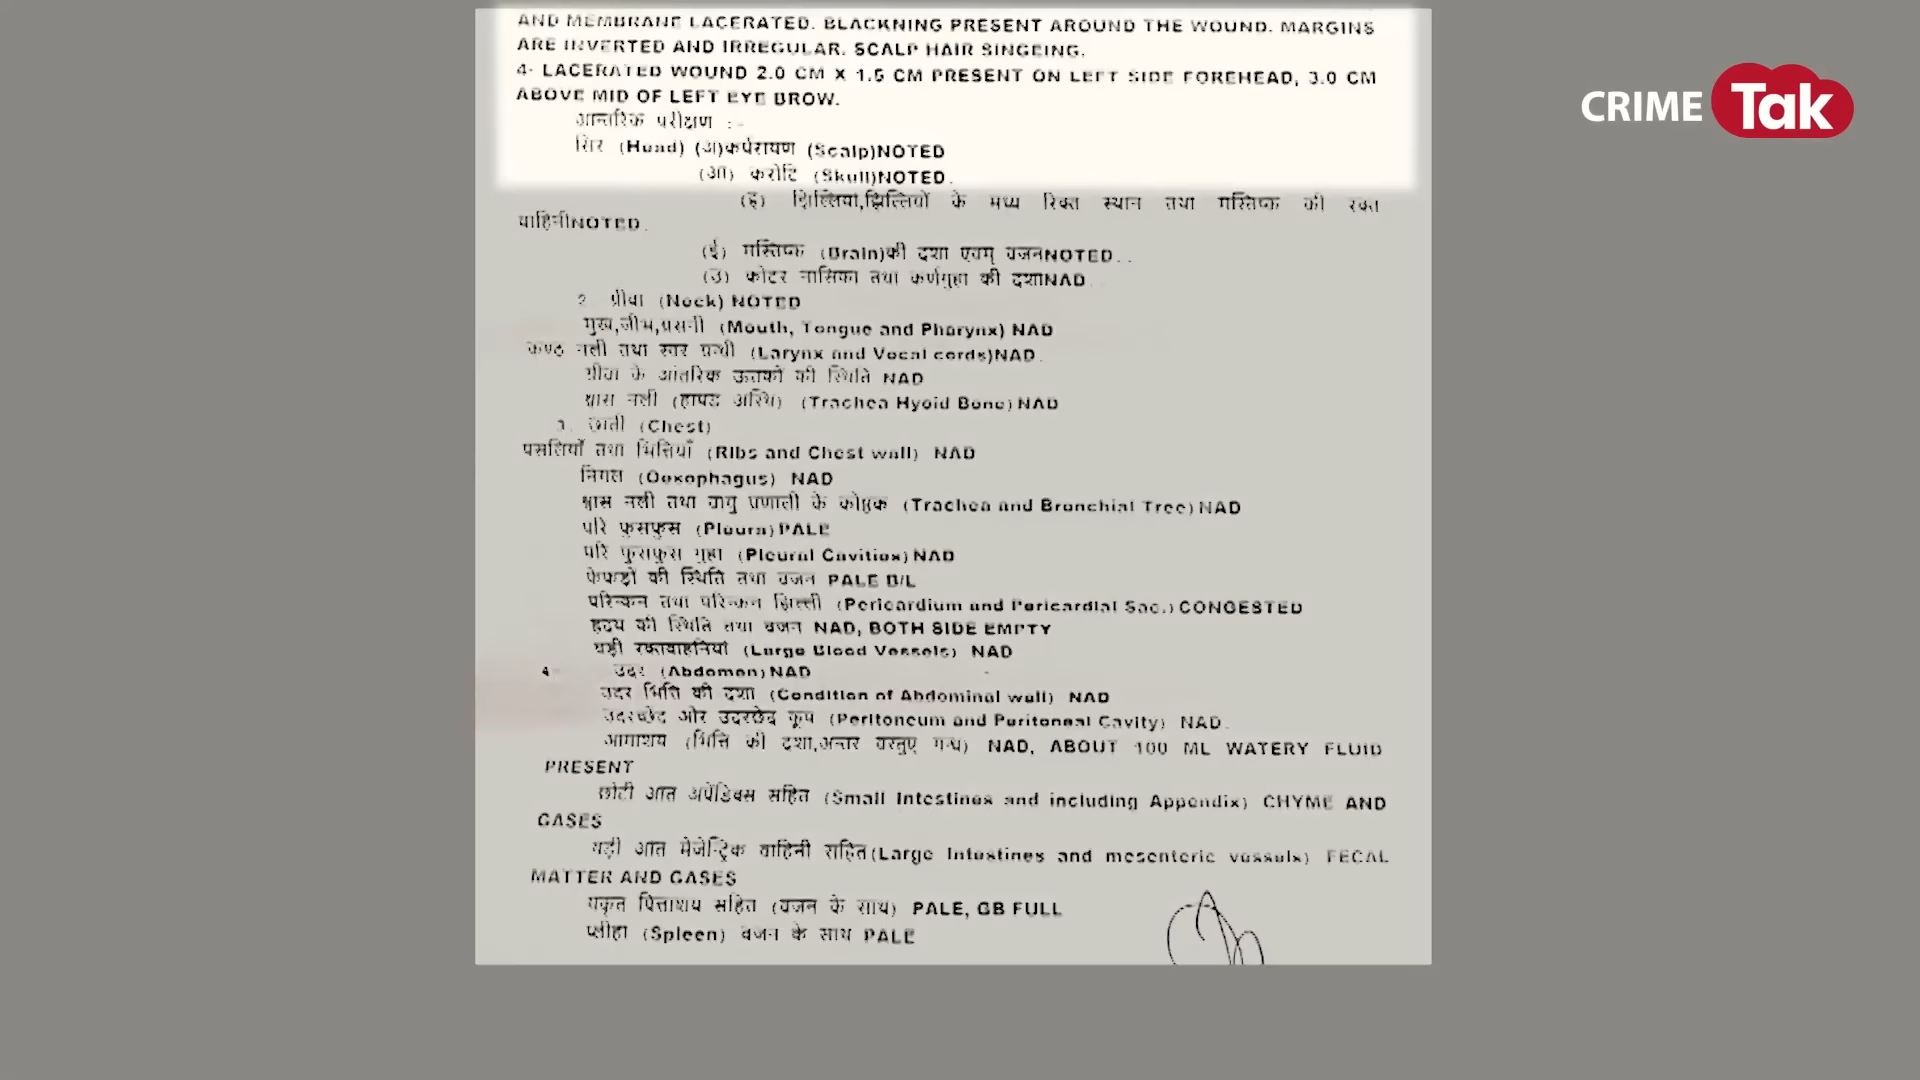 AND MEMBRANE LACERATED. BLACKNING PRESENT AROUND THE WOUND. MARGINS
ARE INVERTED AND IRREGULAR. SCALP HAIR SINGEING.
4- LACERATED WOUND 2.0 CM X 1.5 CM PRESENT ON LEFT SIDE FOREHEAD, 3.0 CM
ABOVE MID OF LEFT EYE BROW.
CRIME Tak
आन्तरिक परीक्षण :-
सिर (Head) (अ)कर्परायण (Scalp)NOTED
(आ) करोटि (Skull)NOTED.
(इ) झिल्लियां,झिल्लियों के मध्य रिक्त स्थान तथा मस्तिष्क की रक्त
वाहिनीNOTED.
(ई) मस्तिष्क (Brain)की दशा एवम् वजनNOTED..
(उ) कोटर नासिका तथा कर्णगुहा की दशाNAD
2. ग्रीवा (Neck) NOTED
मुख,जीभ,ग्रसनी (Mouth, Tongue and Pharynx) NAD
कण्ठ नली तथा स्वर ग्रन्थी (Larynx and Vocal cords)NAD.
ग्रीवा के आंतरिक ऊतकों की स्थिति NAD
श्वास नली (हापड अस्थि) (Trachea Hyoid Bone) NAD
3. छाती (Chest)
पसलियाँ तथा भित्तियाँ (Ribs and Chest wall) NAD
निगल (Oesophagus) NAD
श्वास नली तथा वायु प्रणाली के कोष्ठक (Trachea and Bronchial Tree) NAD
परि फुसफुस (Pleura) PALE
परि फुसफुस गुहा (Pleural Cavities) NAD
फेफड़ों की स्थिति तथा वजन PALE B/L
(Pericardium and Pericardial Sac.) CONGESTED
हृदय की स्थिति तथा वजन NAD, BOTH SIDE EMPTY
बड़ी रक्तवाहनियां (Large Blood Vessels) NAD
4- उदर (Abdomen) NAD
उदर भित्ति की दशा (Condition of Abdominal wall) NAD
उदरच्छेद और उदरछेद कूप (Peritoneum and Peritoneal Cavity) NAD.
आमाशय (भित्ति की दशा,अन्तर वस्तुए गन्ध) NAD, ABOUT 100 ML WATERY FLUID
PRESENT
छोटी आंत अपेंडिक्स सहित (Small Intestines and including Appendix) CHYME AND
GASES
बड़ी आंत मेजेन्ट्रिक वाहिनी सहित (Large Intestines and mesenteric vessels) FECAL
MATTER AND GASES
यकृत पित्ताशय सहित (वजन के साथ) PALE, GB FULL
प्लीहा (Spleen) वजन के साथ PALE